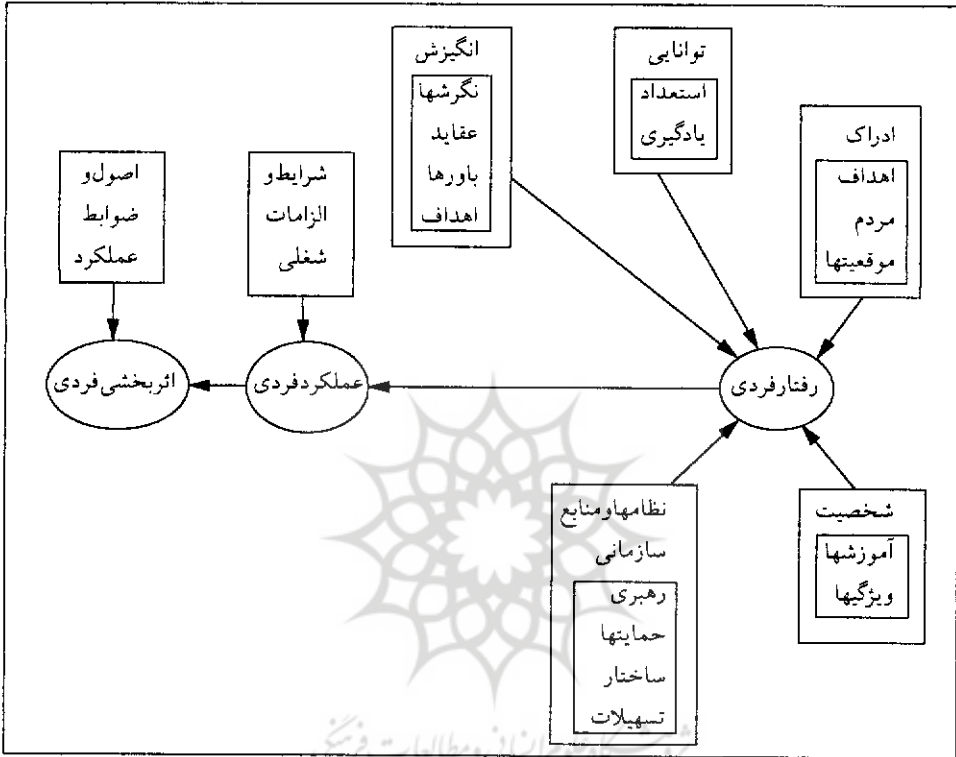 انگیزش
نگرشها
عقاید
باورها
اهداف
توانایی
استعداد
یادگیری
ادراک
اهداف
مردم
موقعیتها
شرایط و
الزامات
شغلی
اصول و
ضوابط
عملکرد
رفتار فردی
عملکرد فردی
اثربخشی فردی
شخصیت
آموزشها
ویژگیها
نظامها و منابع
سازمانی
رهبری
حمایتها
ساختار
تسهیلات